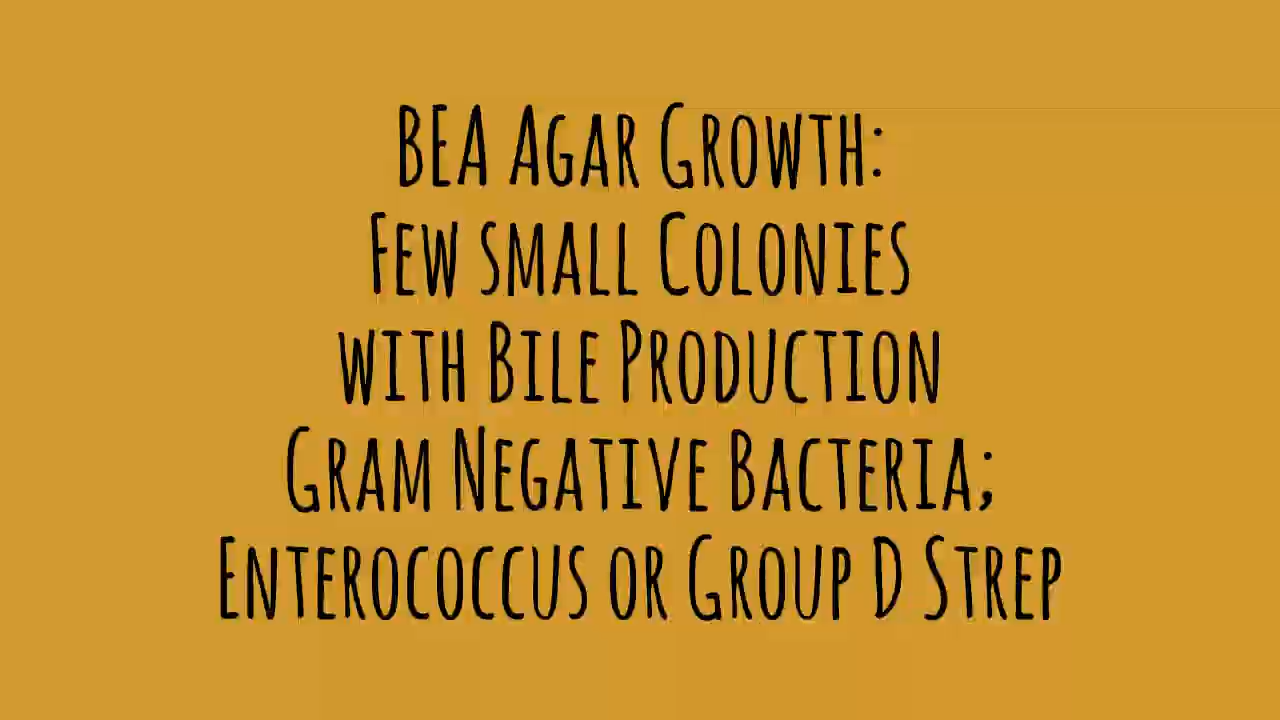 BEA Agar Growth:
Few small Colonies
with Bile Production
Gram Negative Bacteria;
Enterococcus or Group D Strep